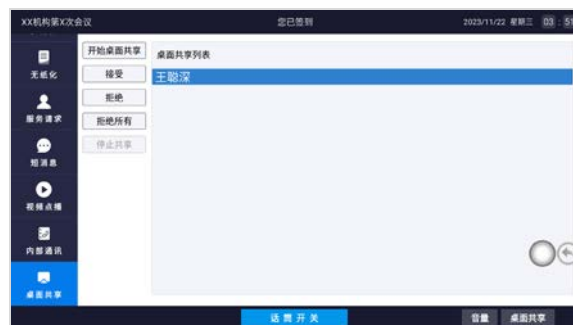 XX机构第X次会议
您已签到
2023/11/22 星期三 03 : 51
无纸化
服务请求
短消息
视频点播
内部通讯
桌面共享
开始桌面共享
接受
拒绝
拒绝所有
停止共享
桌面共享列表
王聪深
话筒开关
音量
桌面共享